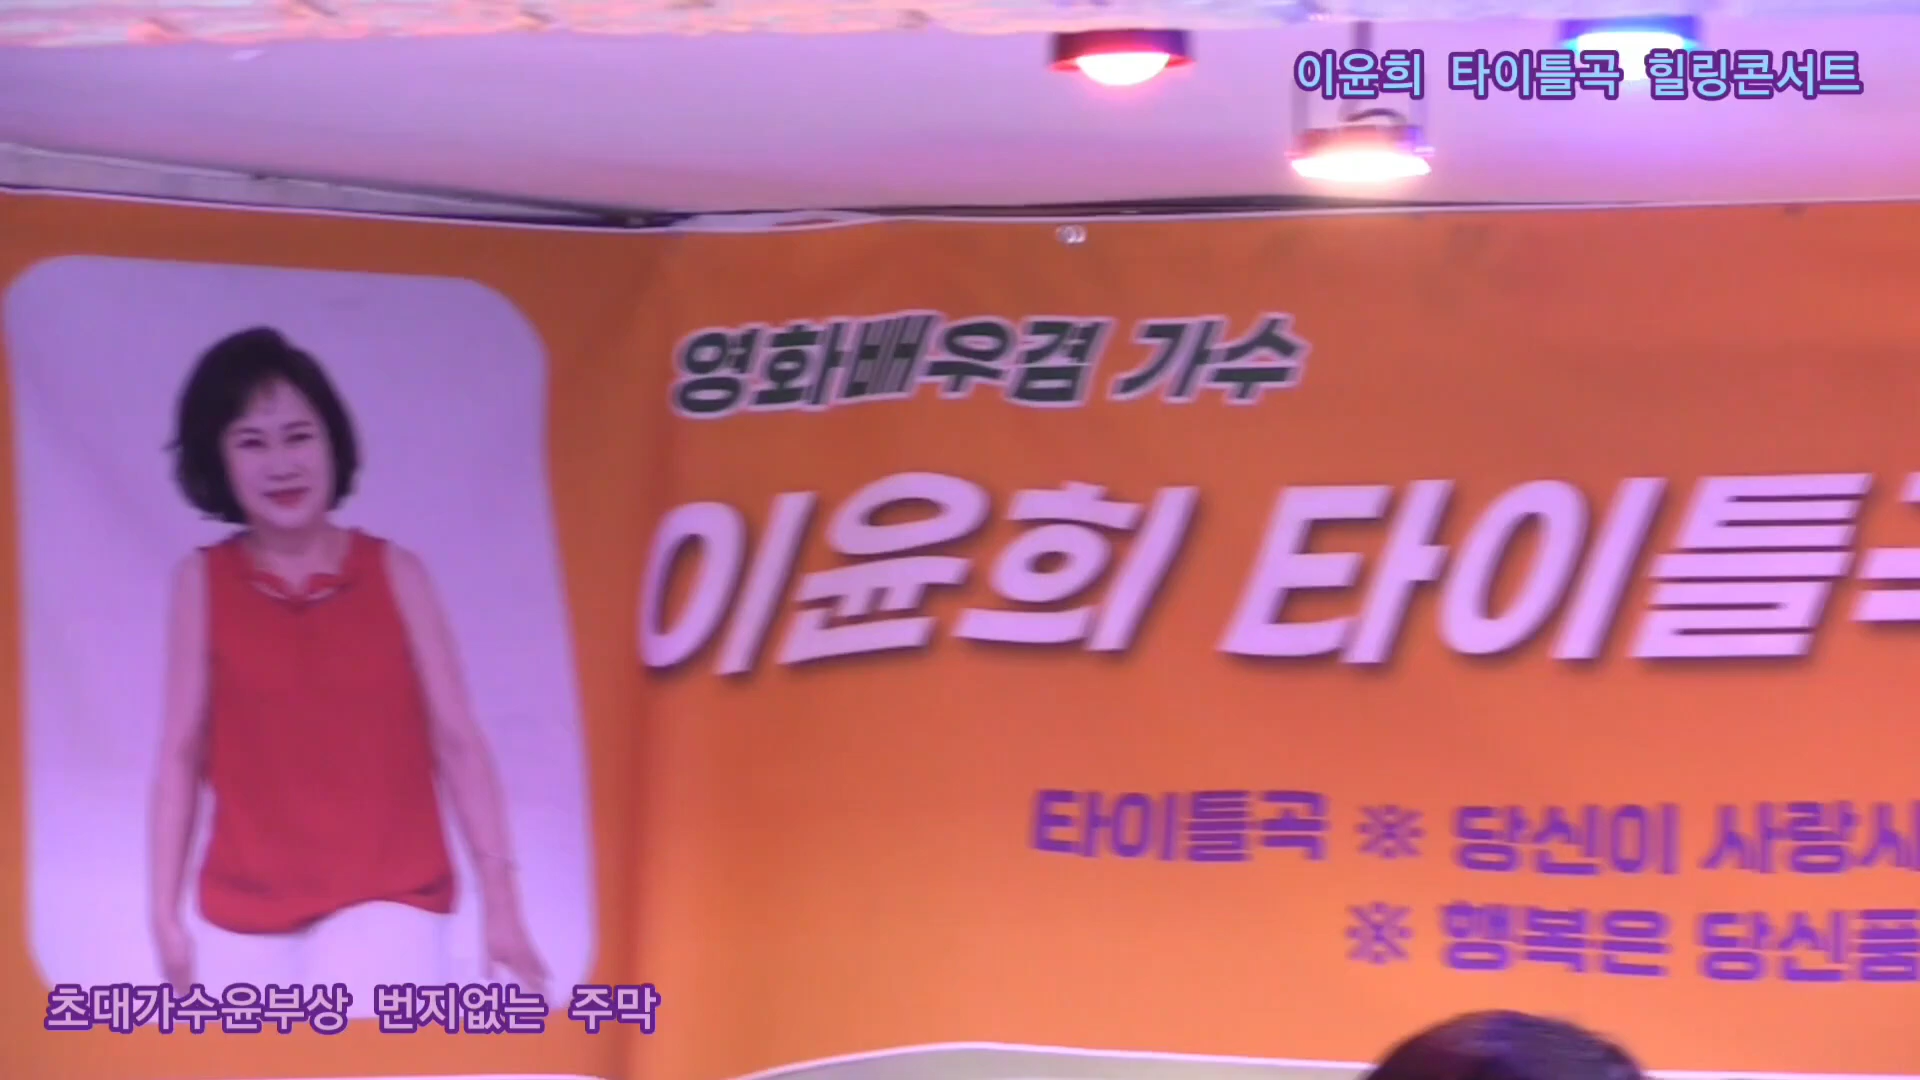 이윤희 타이틀곡 힐링콘서트
영화배우겸 가수
이윤희 타이틀
타이틀곡 ※ 당신이 사랑
※ 행복은 당신품
초대가수윤부상 번지없는 주막